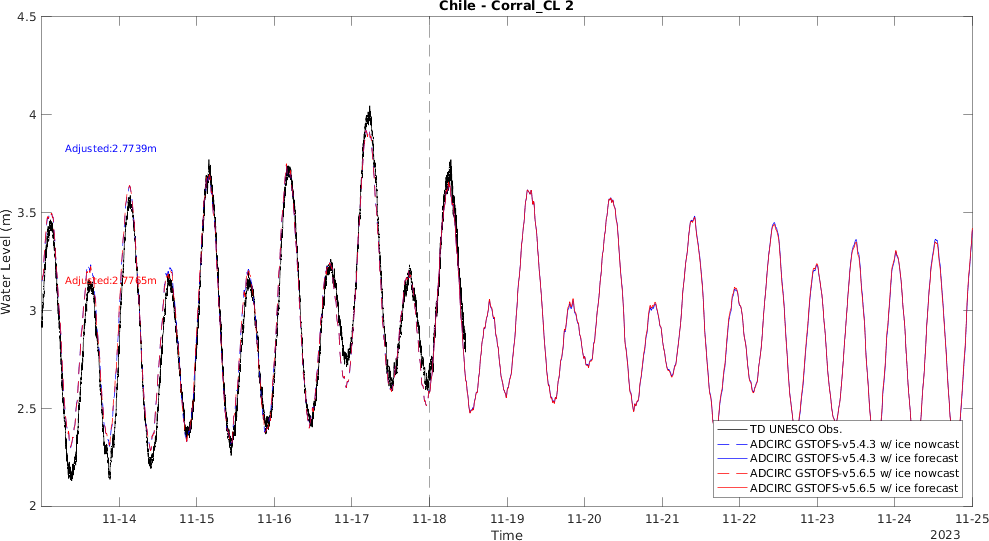 Chile - Corral_CL 2
4.5
4
3.5
3
2.5
2
Water Level (m)
Adjusted:2.7739m
Adjusted:2.7765m
TD UNESCO Obs.
ADCIRC GSTOFS-v5.4.3 w/ ice nowcast
ADCIRC GSTOFS-v5.4.3 w/ ice forecast
ADCIRC GSTOFS-v5.6.5 w/ ice nowcast
ADCIRC GSTOFS-v5.6.5 w/ ice forecast
11-14 11-15 11-16 11-17 11-18 11-19 11-20 11-21 11-22 11-23 11-24 11-25
Time
2023